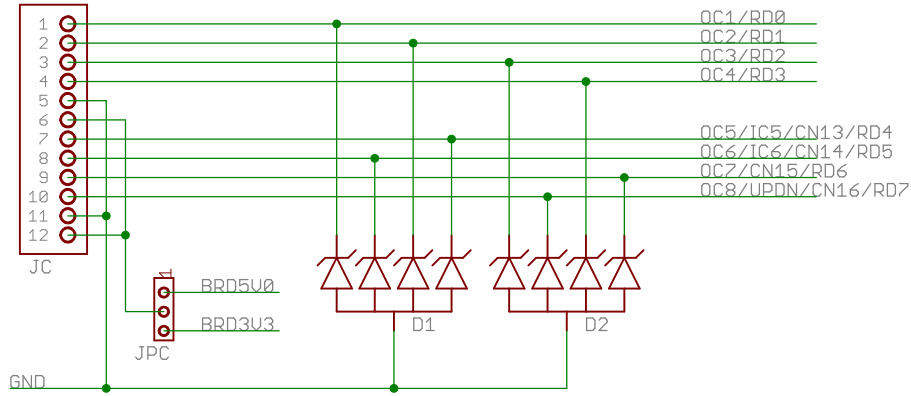 1 OC1/RD0
2 OC2/RD1
3 OC3/RD2
4 OC4/RD3
5
6
7 OC5/IC5/CN13/RD4
8 OC6/IC6/CN14/RD5
9 OC7/CN15/RD6
10 OC8/UPDN/CN16/RD7
11
12
JC
1
BRD5V0
BRD3V3
JPC
D1
D2
GND